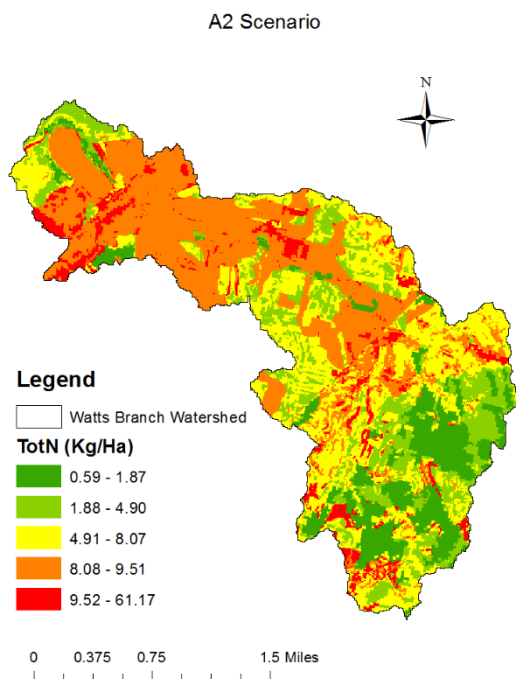 A2 Scenario
N
Legend
Watts Branch Watershed
TotN (Kg/Ha)
0.59 - 1.87
1.88 - 4.90
4.91 - 8.07
8.08 - 9.51
9.52 - 61.17
0 0.375 0.75 1.5 Miles